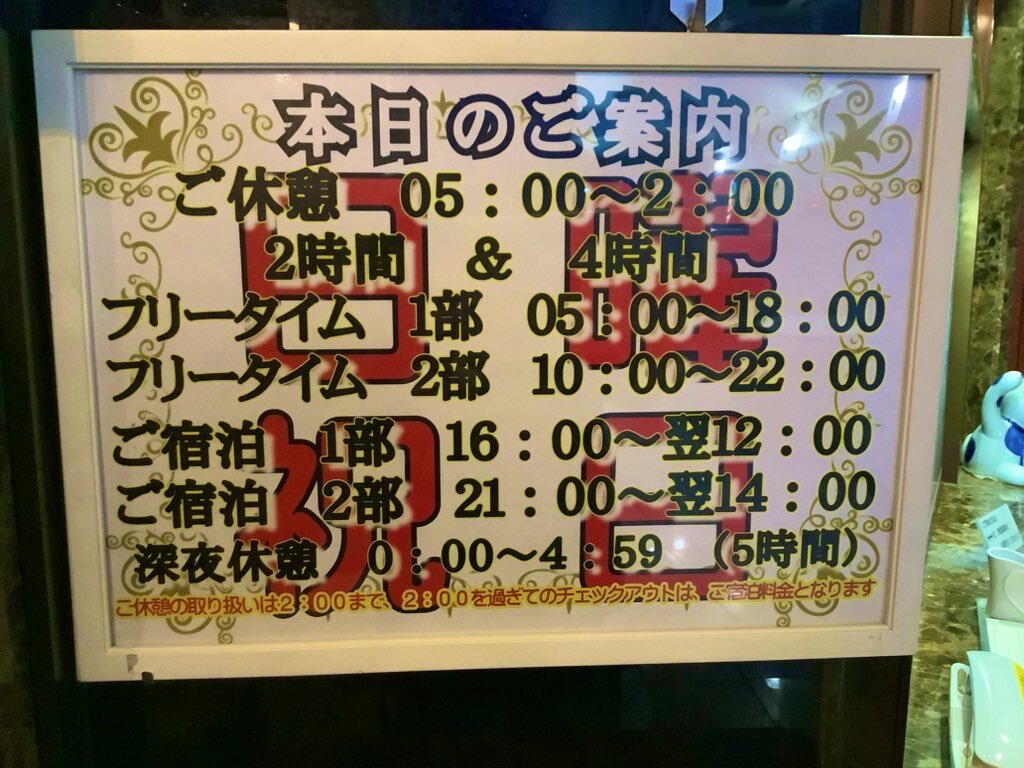 本日のご案内
日曜
祝日
ご休憩 05：00～2：00
2時間 & 4時間
フリータイム 1部 05：00～18：00
フリータイム 2部 10：00～22：00
ご宿泊 1部 16：00～翌12：00
ご宿泊 2部 21：00～翌14：00
深夜休憩 0：00～4：59 （5時間）
ご休憩の取り扱いは2：00まで、2：00を過ぎてのチェックアウトは、ご宿泊料金となります